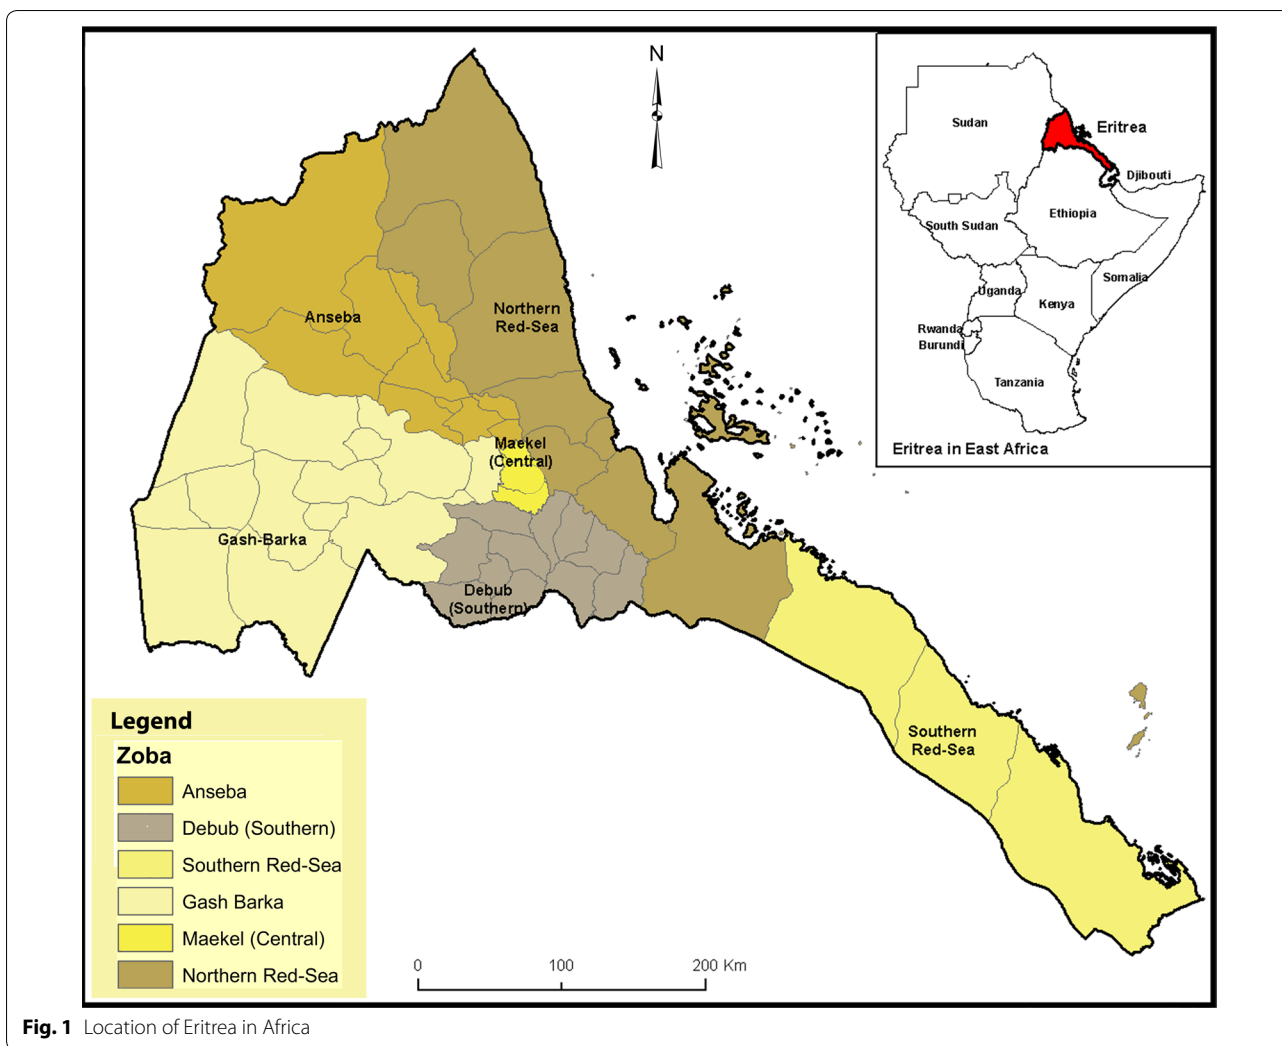 N
Sudan
Eritrea
Djibouti
Ethiopia
South Sudan
Somalia
Uganda
Kenya
Rwanda
Burundi
Tanzania
Eritrea in East Africa
Anseba
Northern
Red-Sea
Maekel
(Central)
Gash-Barka
Debub
(Southern)
Southern
Red-Sea
Legend
Zoba
Anseba
Debub (Southern)
Southern Red-Sea
Gash Barka
Maekel (Central)
Northern Red-Sea
0 100 200 Km
Fig. 1 Location of Eritrea in Africa